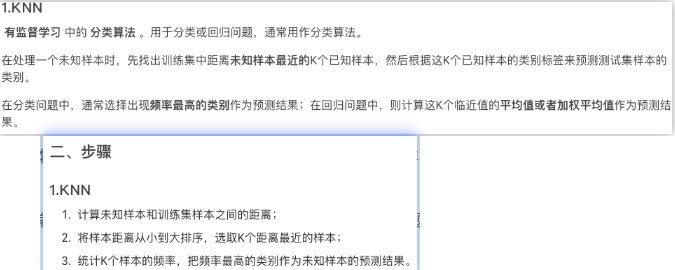 1.KNN
有监督学习 中的 分类算法 。用于分类或回归问题，通常用作分类算法。
在处理一个未知样本时，先找出训练集中距离未知样本最近的K个已知样本，然后根据这K个已知样本的类别标签来预测测试集样本的
类别。
在分类问题中，通常选择出现频率最高的类别作为预测结果；在回归问题中，则计算这K个临近值的平均值或者加权平均值作为预测结
果。
二、步骤
1.KNN
1. 计算未知样本和训练集样本之间的距离；
2. 将样本距离从小到大排序，选取K个距离最近的样本；
3. 统计K个样本的频率，把频率最高的类别作为未知样本的预测结果。